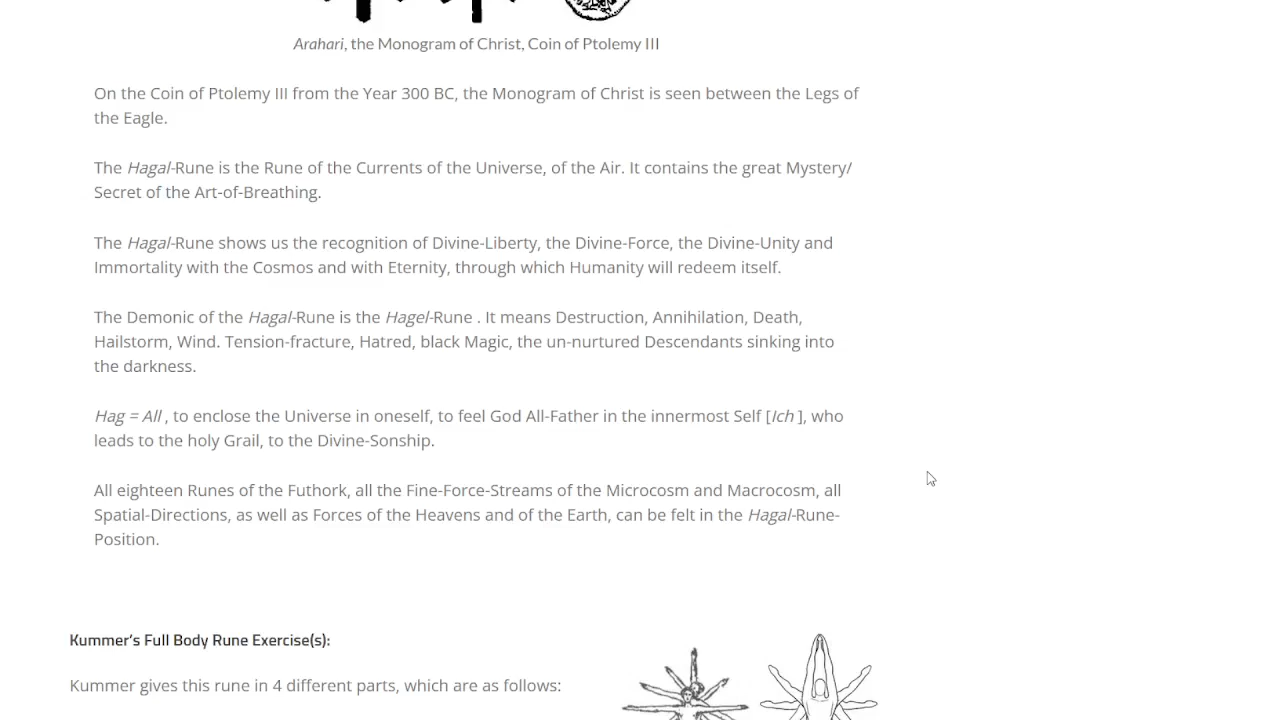 Arahari, the Monogram of Christ, Coin of Ptolemy III
On the Coin of Ptolemy III from the Year 300 BC, the Monogram of Christ is seen between the Legs of
the Eagle.
The Hagal-Rune is the Rune of the Currents of the Universe, of the Air. It contains the great Mystery/
Secret of the Art-of-Breathing.
The Hagal-Rune shows us the recognition of Divine-Liberty, the Divine-Force, the Divine-Unity and
Immortality with the Cosmos and with Eternity, through which Humanity will redeem itself.
The Demonic of the Hagal-Rune is the Hagel-Rune . It means Destruction, Annihilation, Death,
Hailstorm, Wind. Tension-fracture, Hatred, black Magic, the un-nurtured Descendants sinking into
the darkness.
Hag = All , to enclose the Universe in oneself, to feel God All-Father in the innermost Self [Ich ], who
leads to the holy Grail, to the Divine-Sonship.
All eighteen Runes of the Futhork, all the Fine-Force-Streams of the Microcosm and Macrocosm, all
Spatial-Directions, as well as Forces of the Heavens and of the Earth, can be felt in the Hagal-Rune-
Position.
Kummer's Full Body Rune Exercise(s):
Kummer gives this rune in 4 different parts, which are as follows: